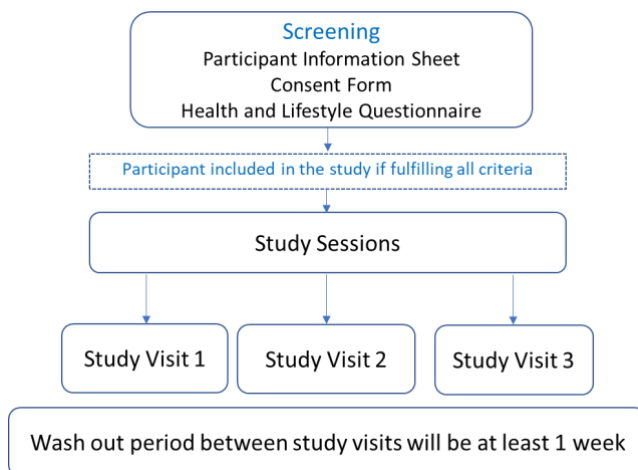 Screening
Participant Information Sheet
Consent Form
Health and Lifestyle Questionnaire
Participant included in the study if fulfilling all criteria
Study Sessions
Study Visit 1
Study Visit 2
Study Visit 3
Wash out period between study visits will be at least 1 week